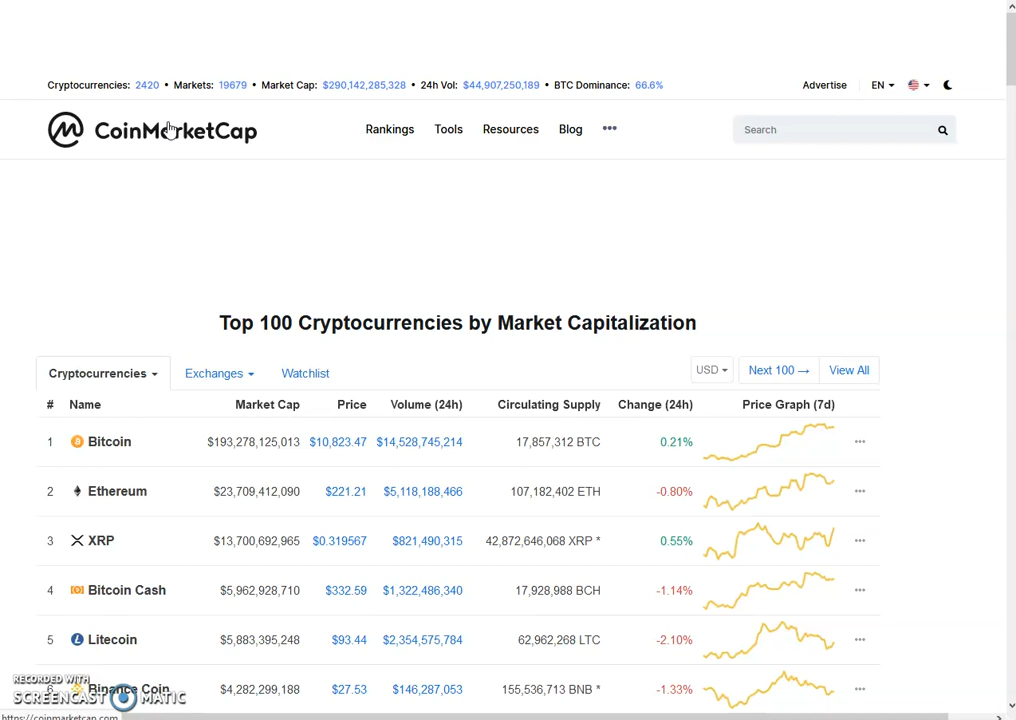 Cryptocurrencies: 2420 • Markets: 19679 • Market Cap: $290,142,285,328 • 24h Vol: $44,907,250,189 • BTC Dominance: 66.6% Advertise EN
CoinMarketCap Rankings Tools Resources Blog ••• Search
Top 100 Cryptocurrencies by Market Capitalization
Cryptocurrencies Exchanges Watchlist USD Next 100 → View All
# Name Market Cap Price Volume (24h) Circulating Supply Change (24h) Price Graph (7d)
1 Bitcoin $193,278,125,013 $10,823.47 $14,528,745,214 17,857,312 BTC 0.21% •••
2 Ethereum $23,709,412,090 $221.21 $5,118,188,466 107,182,402 ETH -0.80% •••
3 XRP $13,700,692,965 $0.319567 $821,490,315 42,872,646,068 XRP * 0.55% •••
4 Bitcoin Cash $5,962,928,710 $332.59 $1,322,486,340 17,928,988 BCH -1.14% •••
5 Litecoin $5,883,395,248 $93.44 $2,354,575,784 62,962,268 LTC -2.10% •••
RECORDED WITH
6 Binance Coin $4,282,299,188 $27.53 $146,287,053 155,536,713 BNB * -1.33% •••
SCREENCAST MATIC
https://coinmarketcap.com